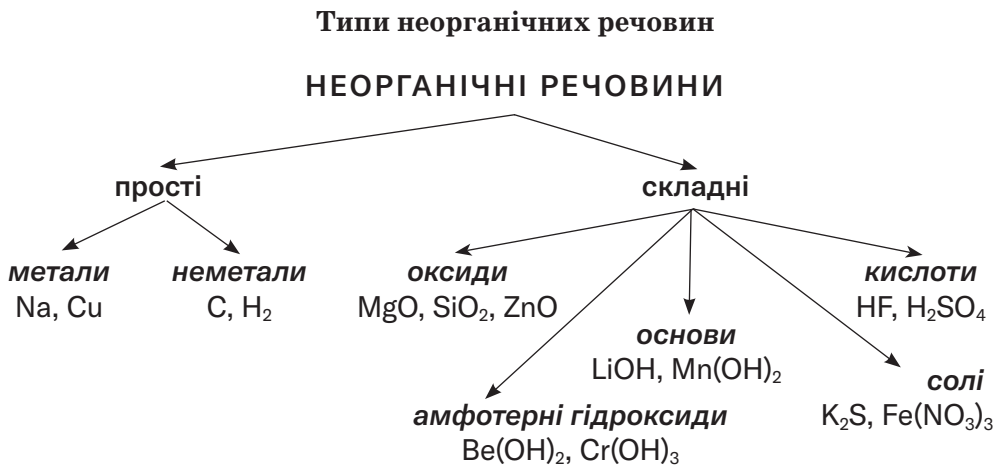 Типи неорганічних речовин
НЕОРГАНІЧНІ РЕЧОВИНИ
прості
складні
метали
Na, Cu
неметали
C, H₂
оксиди
MgO, SiO₂, ZnO
кислоти
HF, H₂SO₄
основи
LiOH, Mn(OH)₂
солі
K₂S, Fe(NO₃)₃
амфотерні гідроксиди
Be(OH)₂, Cr(OH)₃